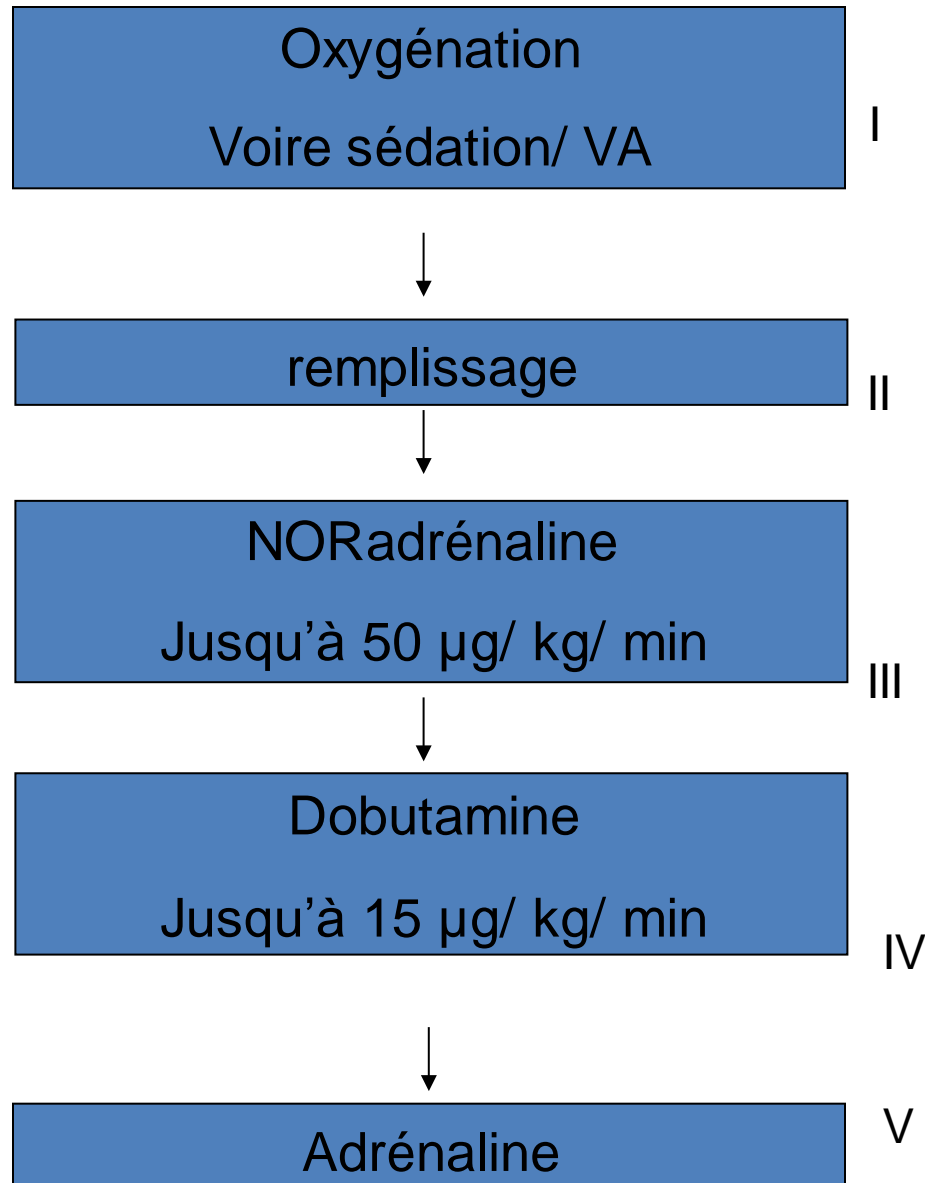 Oxygénation
Voire sédation/ VA
I
remplissage
II
NORadrénaline
Jusqu’à 50 µg/ kg/ min
III
Dobutamine
Jusqu’à 15 µg/ kg/ min
IV
V
Adrénaline